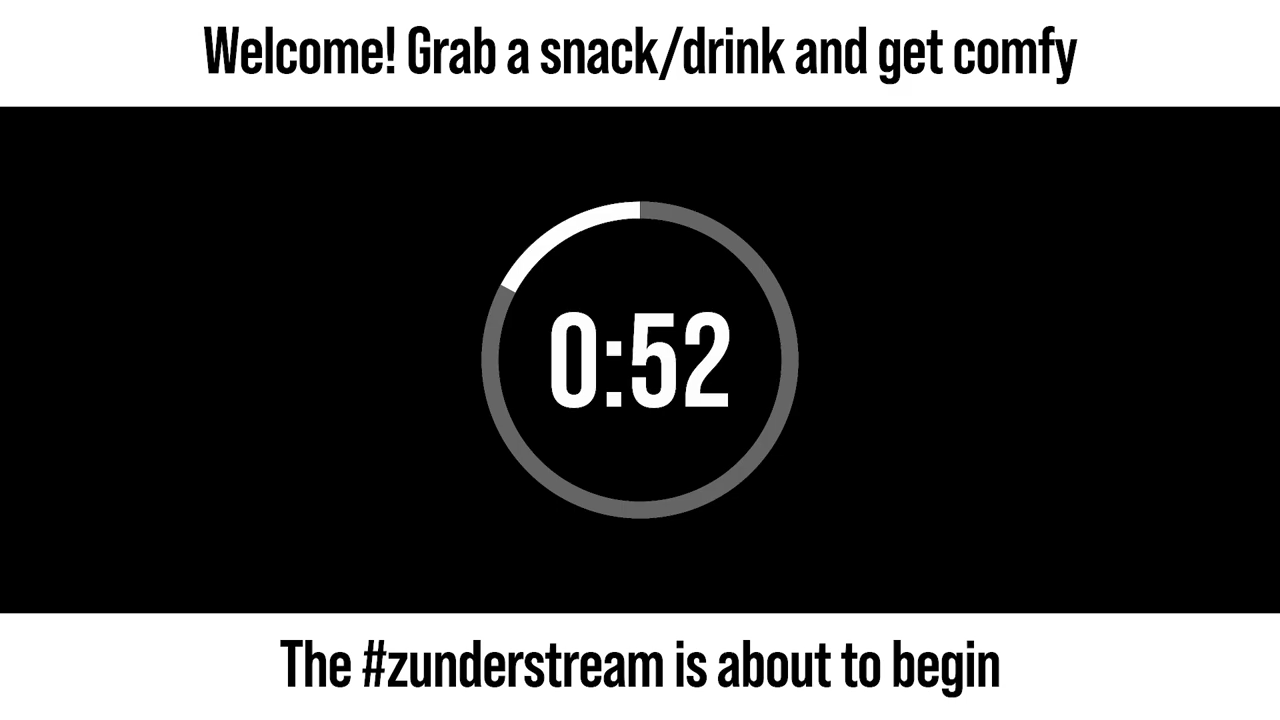 Welcome! Grab a snack/drink and get comfy
0:52
The #zunderstream is about to begin